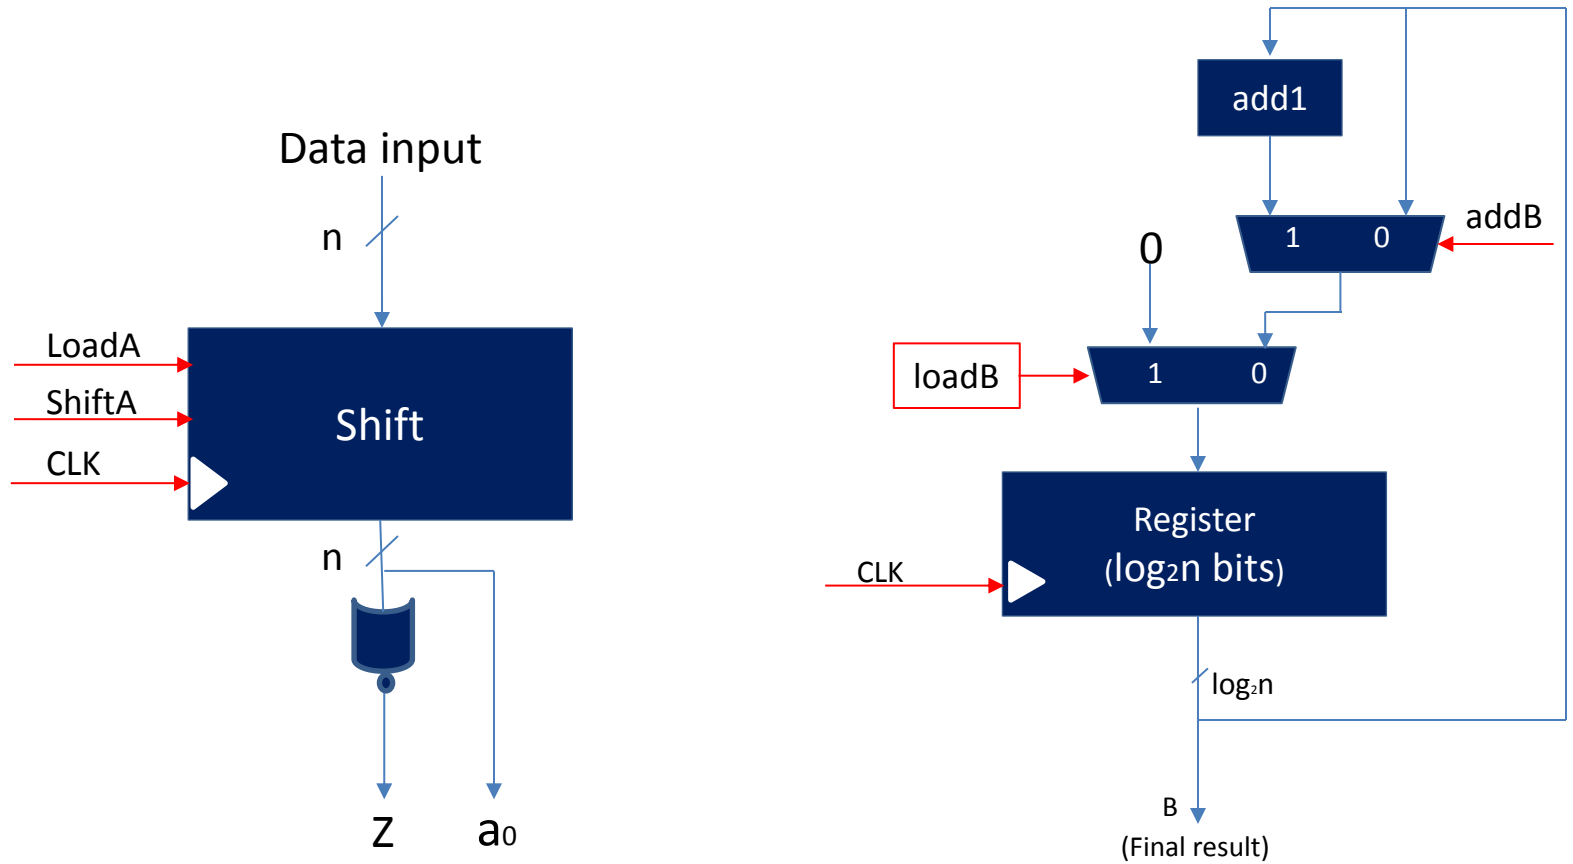 Data input
n
LoadA
ShiftA
CLK
Shift
n
Z
a0
add1
1 0
addB
0
loadB
1 0
Register
(log₂n bits)
CLK
log₂n
B
(Final result)